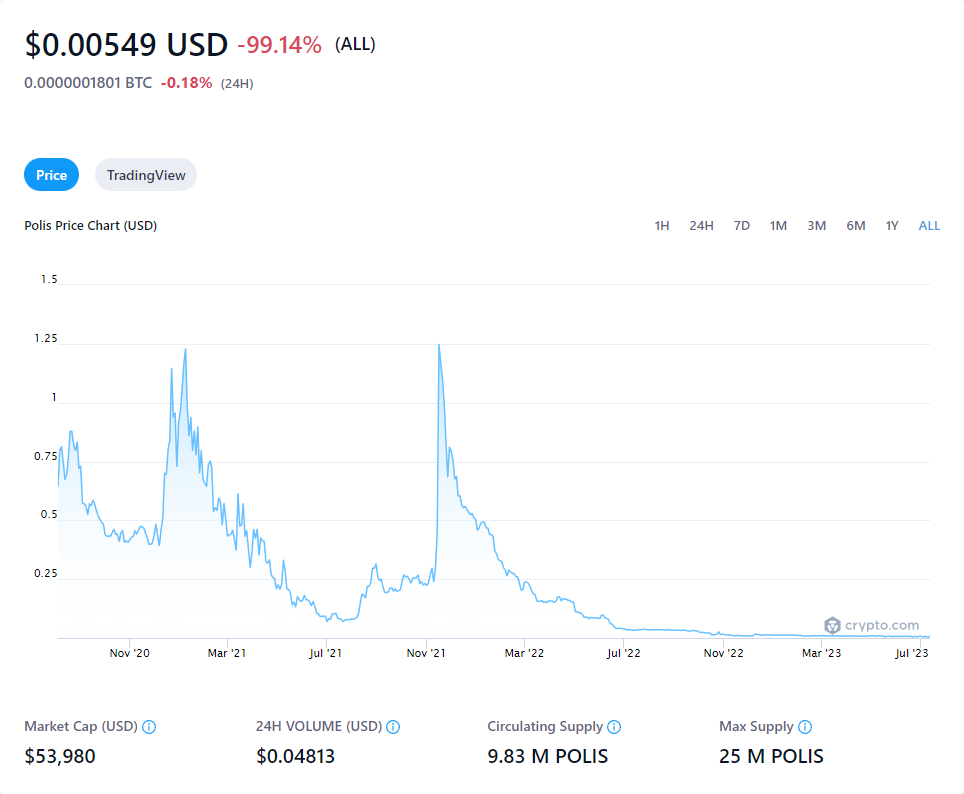 $0.00549 USD -99.14% (ALL)
0.0000001801 BTC -0.18% (24H)
Price TradingView
Polis Price Chart (USD) 1H 24H 7D 1M 3M 6M 1Y ALL
1.5
1.25
1
0.75
0.5
0.25
crypto.com
Nov '20 Mar '21 Jul '21 Nov '21 Mar '22 Jul '22 Nov '22 Mar '23 Jul '23
Market Cap (USD) 24H VOLUME (USD) Circulating Supply Max Supply
$53,980 $0.04813 9.83 M POLIS 25 M POLIS